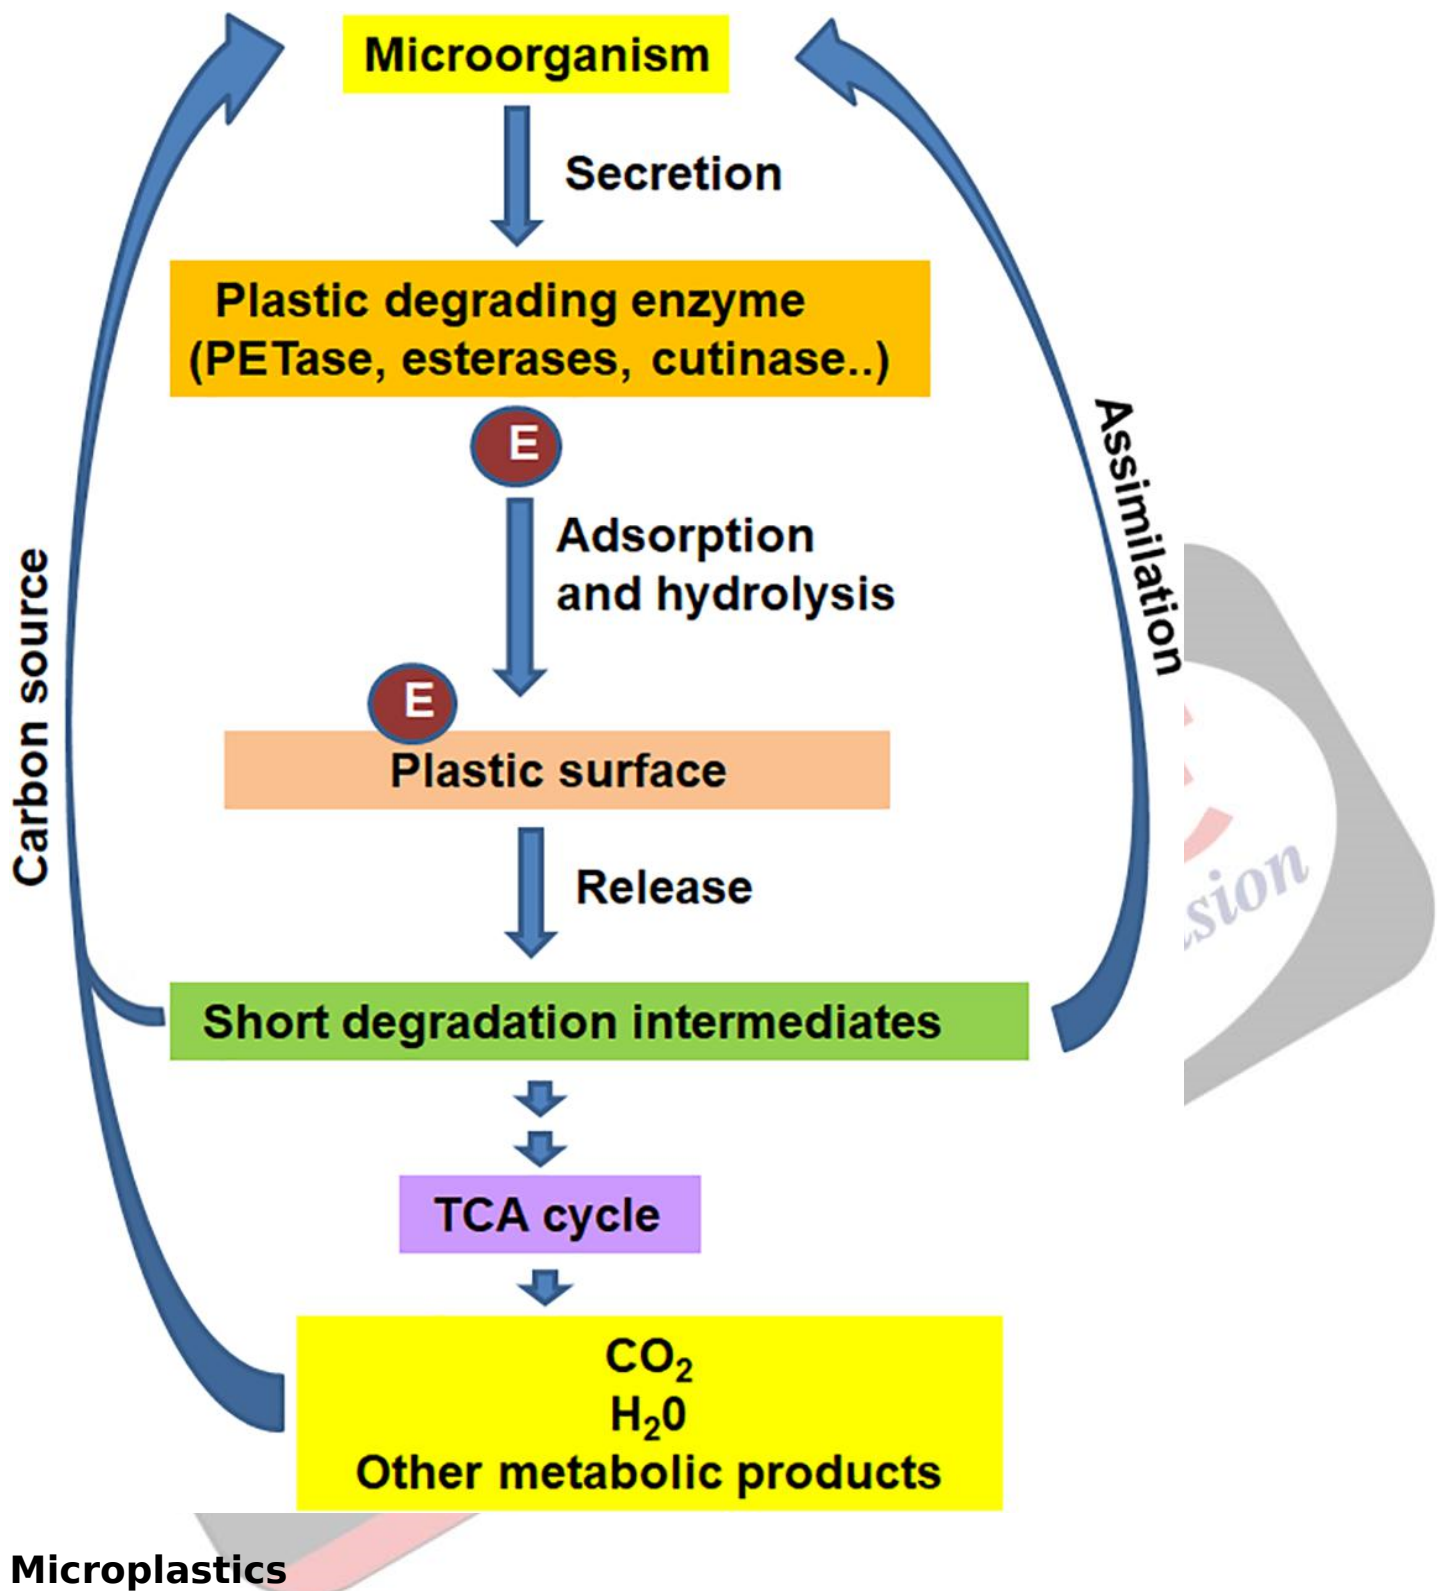 Microorganism
Secretion
Plastic degrading enzyme
(PETase, esterases, cutinase..)
E
Adsorption
and hydrolysis
Assimilation
Carbon source
E
Plastic surface
Release
Short degradation intermediates
TCA cycle
CO₂
H₂0
Other metabolic products
Microplastics